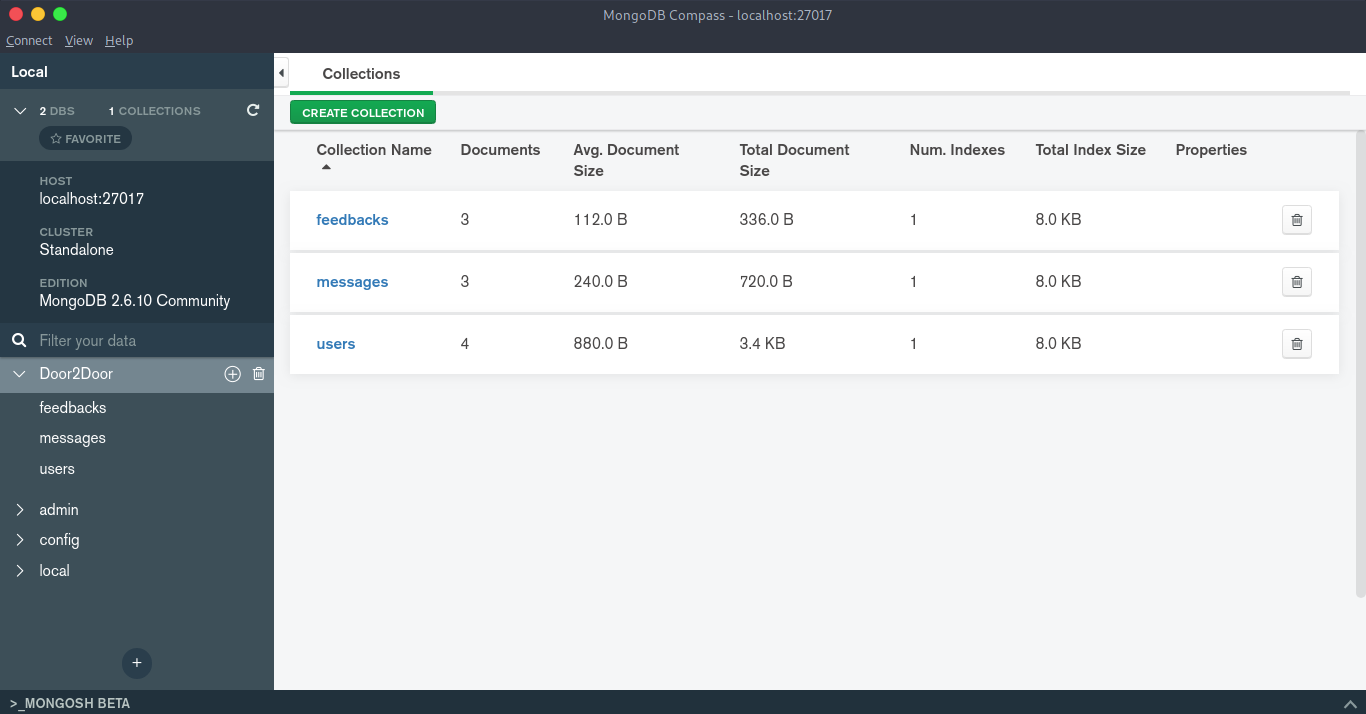 MongoDB Compass - localhost:27017
Connect View Help
Local
2 DBS 1 COLLECTIONS
FAVORITE
HOST
localhost:27017
CLUSTER
Standalone
EDITION
MongoDB 2.6.10 Community
Filter your data
Door2Door
feedbacks
messages
users
admin
config
local
+
Collections
CREATE COLLECTION
Collection Name Documents Avg. Document Size Total Document Size Num. Indexes Total Index Size Properties
feedbacks 3 112.0 B 336.0 B 1 8.0 KB
messages 3 240.0 B 720.0 B 1 8.0 KB
users 4 880.0 B 3.4 KB 1 8.0 KB
>_MONGOSH BETA